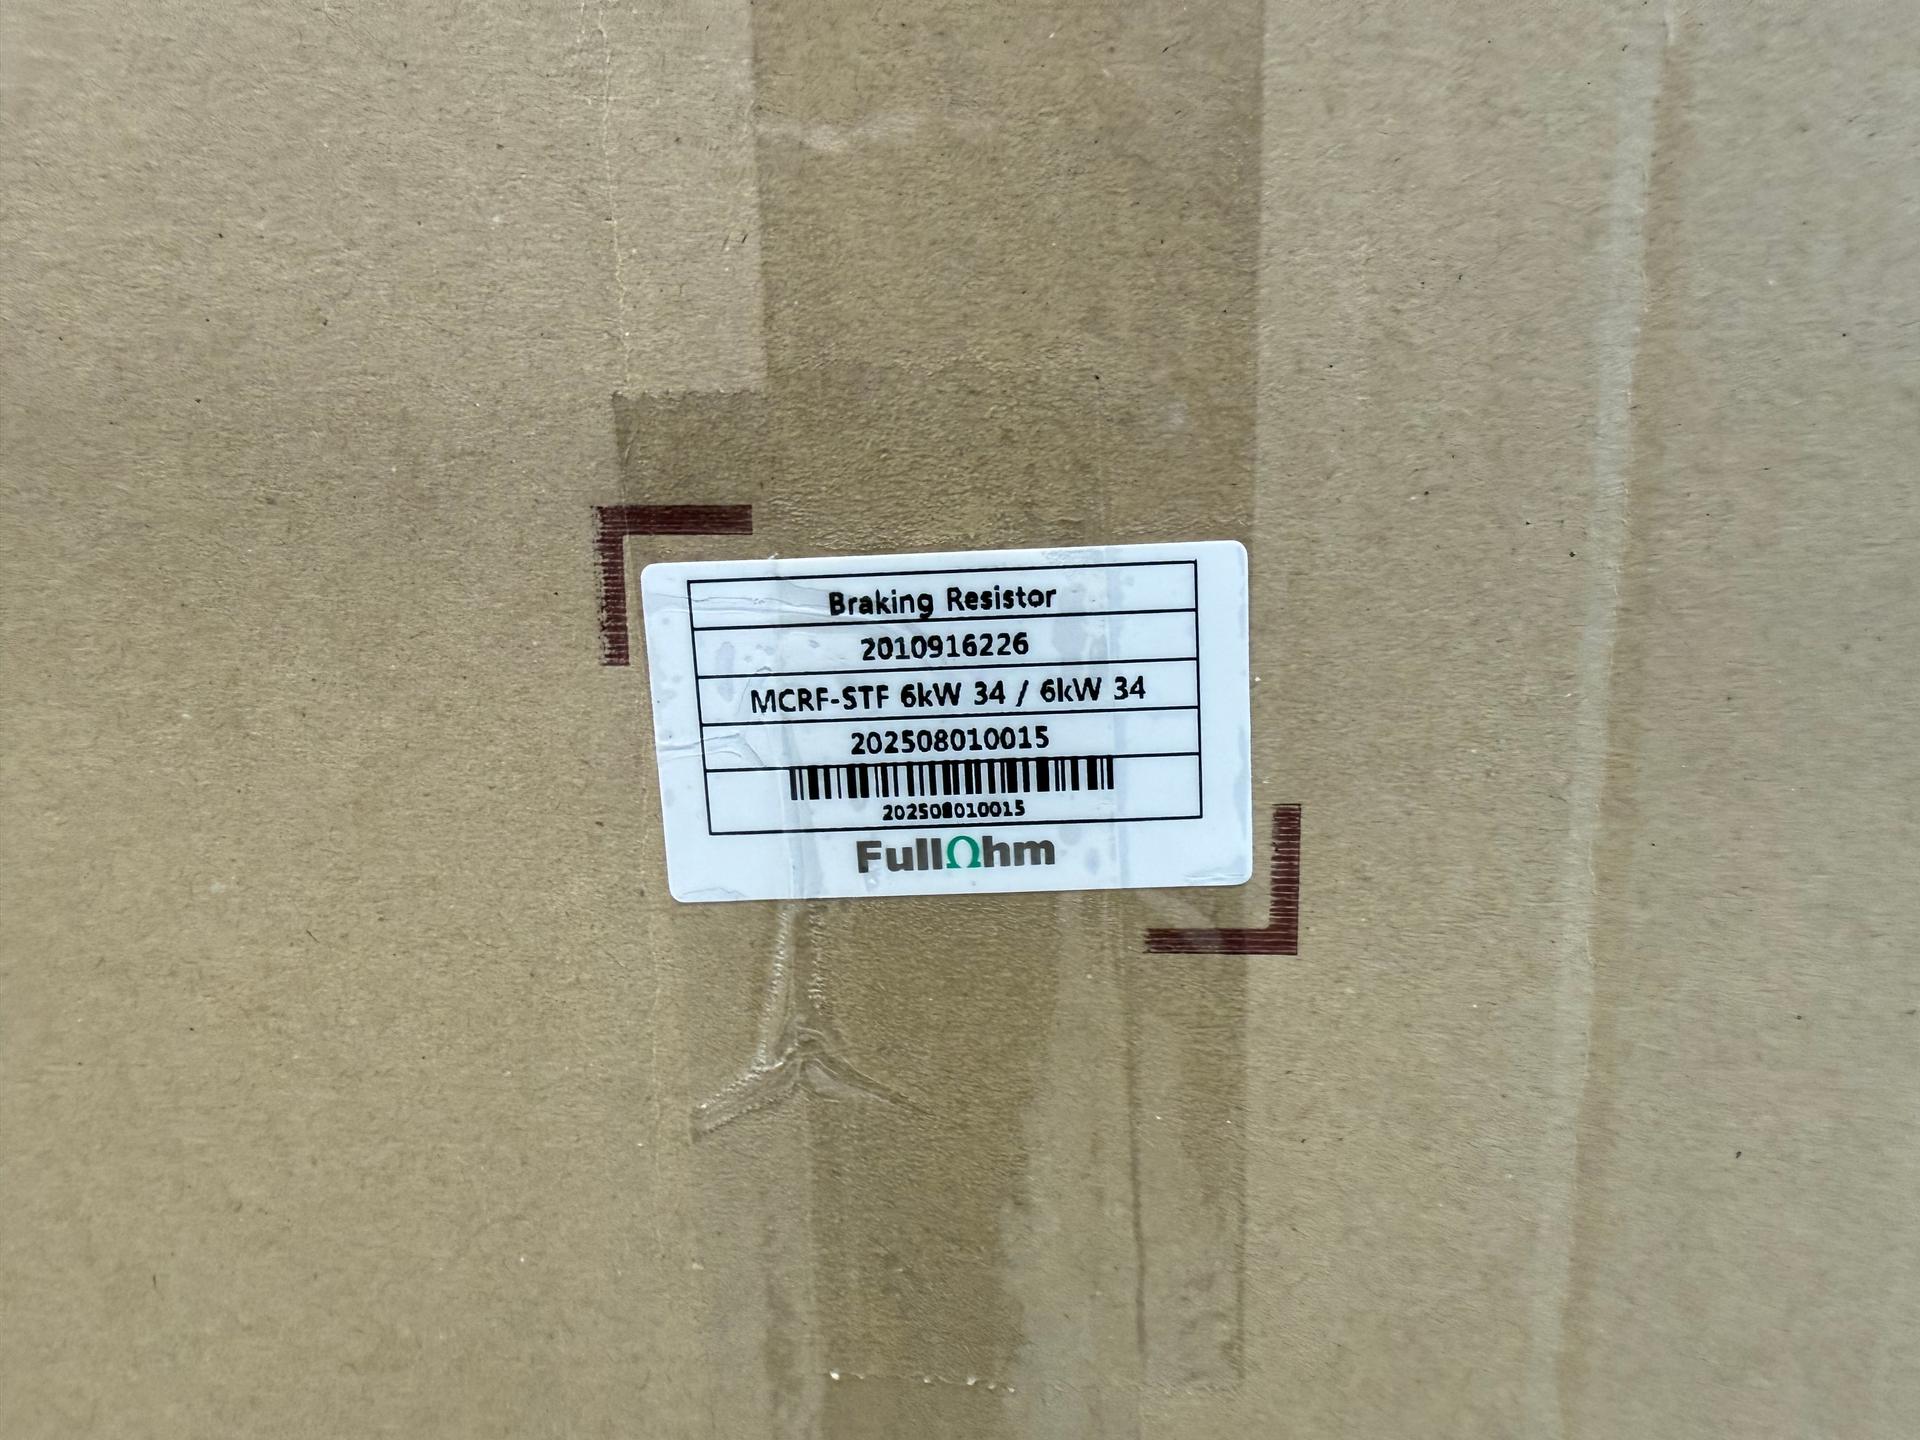 Braking Resistor
2010916226
MCRF-STF 6kW 34 / 6kW 34
202508010015
202508010015
FullΩhm